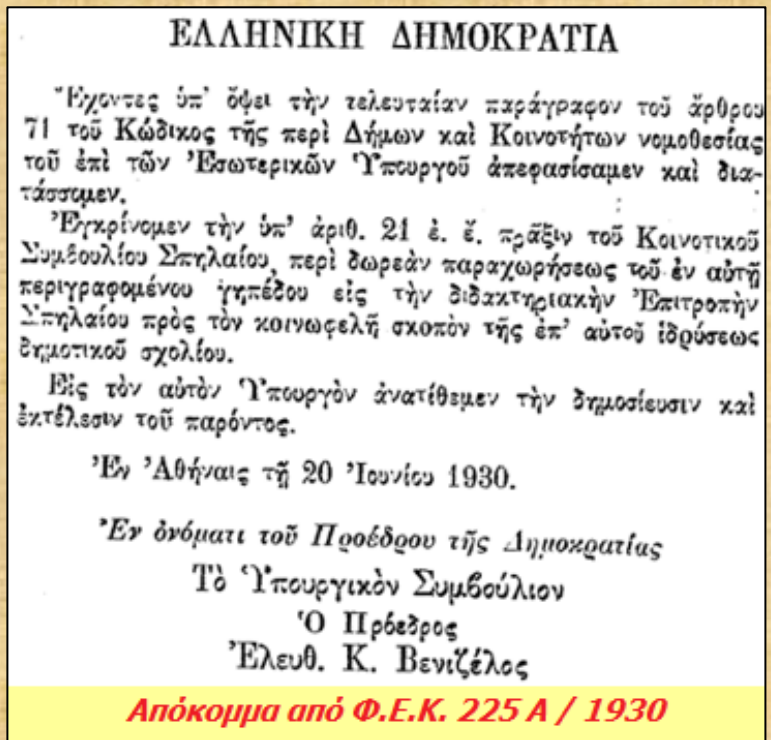 ΕΛΛΗΝΙΚΗ ΔΗΜΟΚΡΑΤΙΑ
Ἔχοντες ὑπ' ὄψει τὴν τελευταίαν παράγραφον τοῦ ἄρθρου
71 τοῦ Κώδικος τῆς περὶ Δήμων καὶ Κοινοτήτων νομοθεσίας
τοῦ ἐπὶ τῶν Ἐσωτερικῶν Ὑπουργοῦ ἀπεφασίσαμεν καὶ δια-
τάσσομεν.
Ἐγκρίνομεν τὴν ὑπ' ἀριθ. 21 ἐ. ἔ. πρᾶξιν τοῦ Κοινοτικοῦ
Συμβουλίου Σπηλαίου, περὶ δωρεὰν παραχωρήσεως τοῦ ἐν αὐτῇ
περιγραφομένου γηπέδου εἰς τὴν διδακτηριακὴν Ἐπιτροπὴν
Σπηλαίου πρὸς τὸν κοινωφελῆ σκοπὸν τῆς ἐπ' αὐτοῦ ἱδρύσεως
δημοτικοῦ σχολίου.
Εἰς τὸν αὐτὸν Ὑπουργὸν ἀνατίθεμεν τὴν δημοσίευσιν καὶ
ἐκτέλεσιν τοῦ παρόντος.
Ἐν Ἀθήναις τῇ 20 Ἰουνίου 1930.
Ἐν ὀνόματι τοῦ Προέδρου τῆς Δημοκρατίας
Τὸ Ὑπουργικὸν Συμβούλιον
Ὁ Πρόεδρος
Ἐλευθ. Κ. Βενιζέλος
Απόκομμα από Φ.Ε.Κ. 225 Α / 1930